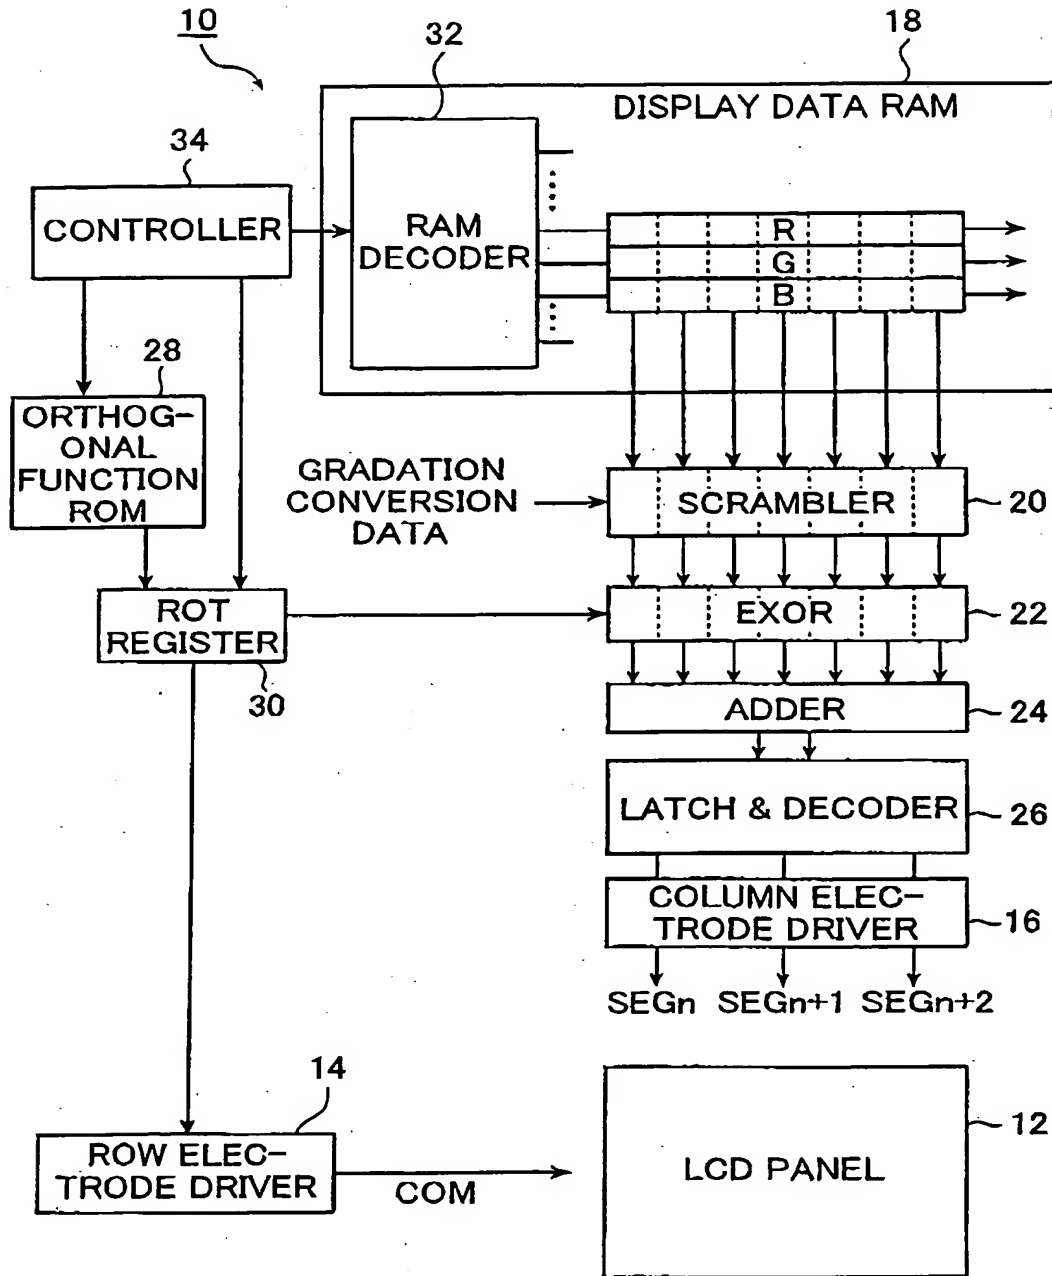 10
32
18
DISPLAY DATA RAM
34
CONTROLLER
RAM
DECODER
R
G
B
28
ORTHOG-
ONAL
FUNCTION
ROM
GRADATION
CONVERSION
DATA
SCRAMBLER
20
ROT
REGISTER
30
EXOR
22
ADDER
24
LATCH & DECODER
26
COLUMN ELEC-
TRODE DRIVER
16
SEGn SEGn+1 SEGn+2
14
ROW ELEC-
TRODE DRIVER
COM
LCD PANEL
12